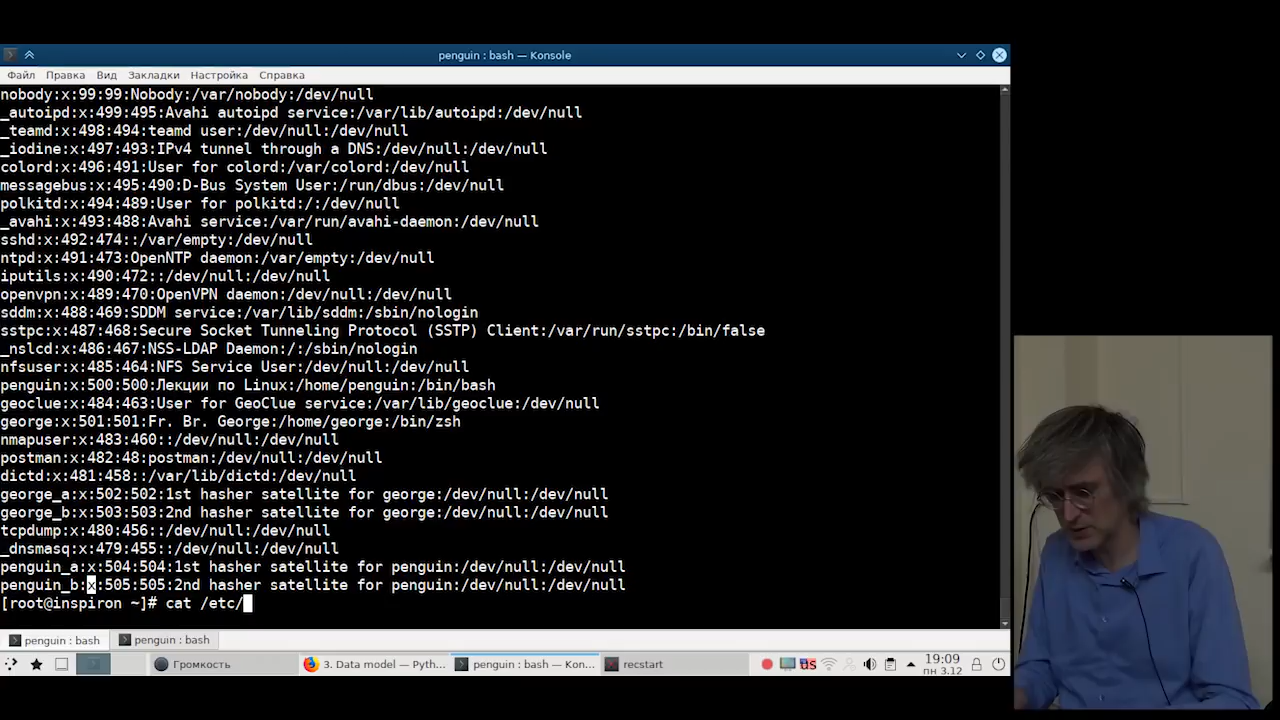 penguin : bash — Konsole
Файл Правка Вид Закладки Настройка Справка
nobody:x:99:99:Nobody:/var/nobody:/dev/null
_autoipd:x:499:495:Avahi autoipd service:/var/lib/autoipd:/dev/null
_teamd:x:498:494:teamd user:/dev/null:/dev/null
_iodine:x:497:493:IPv4 tunnel through a DNS:/dev/null:/dev/null
colord:x:496:491:User for colord:/var/colord:/dev/null
messagebus:x:495:490:D-Bus System User:/run/dbus:/dev/null
polkitd:x:494:489:User for polkitd:/:/dev/null
_avahi:x:493:488:Avahi service:/var/run/avahi-daemon:/dev/null
sshd:x:492:474::/var/empty:/dev/null
ntpd:x:491:473:OpenNTP daemon:/var/empty:/dev/null
iputils:x:490:472::/dev/null:/dev/null
openvpn:x:489:470:OpenVPN daemon:/dev/null:/dev/null
sddm:x:488:469:SDDM service:/var/lib/sddm:/sbin/nologin
sstpc:x:487:468:Secure Socket Tunneling Protocol (SSTP) Client:/var/run/sstpc:/bin/false
_nslcd:x:486:467:NSS-LDAP Daemon:/:/sbin/nologin
nfsuser:x:485:464:NFS Service User:/dev/null:/dev/null
penguin:x:500:500:Лекции по Linux:/home/penguin:/bin/bash
geoclue:x:484:463:User for GeoClue service:/var/lib/geoclue:/dev/null
george:x:501:501:Fr. Br. George:/home/george:/bin/zsh
nmapuser:x:483:460::/dev/null:/dev/null
postman:x:482:48:postman:/dev/null:/dev/null
dictd:x:481:458::/var/lib/dictd:/dev/null
george_a:x:502:502:1st hasher satellite for george:/dev/null:/dev/null
george_b:x:503:503:2nd hasher satellite for george:/dev/null:/dev/null
tcpdump:x:480:456::/dev/null:/dev/null
_dnsmasq:x:479:455::/dev/null:/dev/null
penguin_a:x:504:504:1st hasher satellite for penguin:/dev/null:/dev/null
penguin_b:x:505:505:2nd hasher satellite for penguin:/dev/null:/dev/null
[root@inspiron ~]# cat /etc/
penguin : bash penguin : bash
Громкость 3. Data model — Pyth... penguin : bash — Kon... recstart US 19:09
пн 3.12